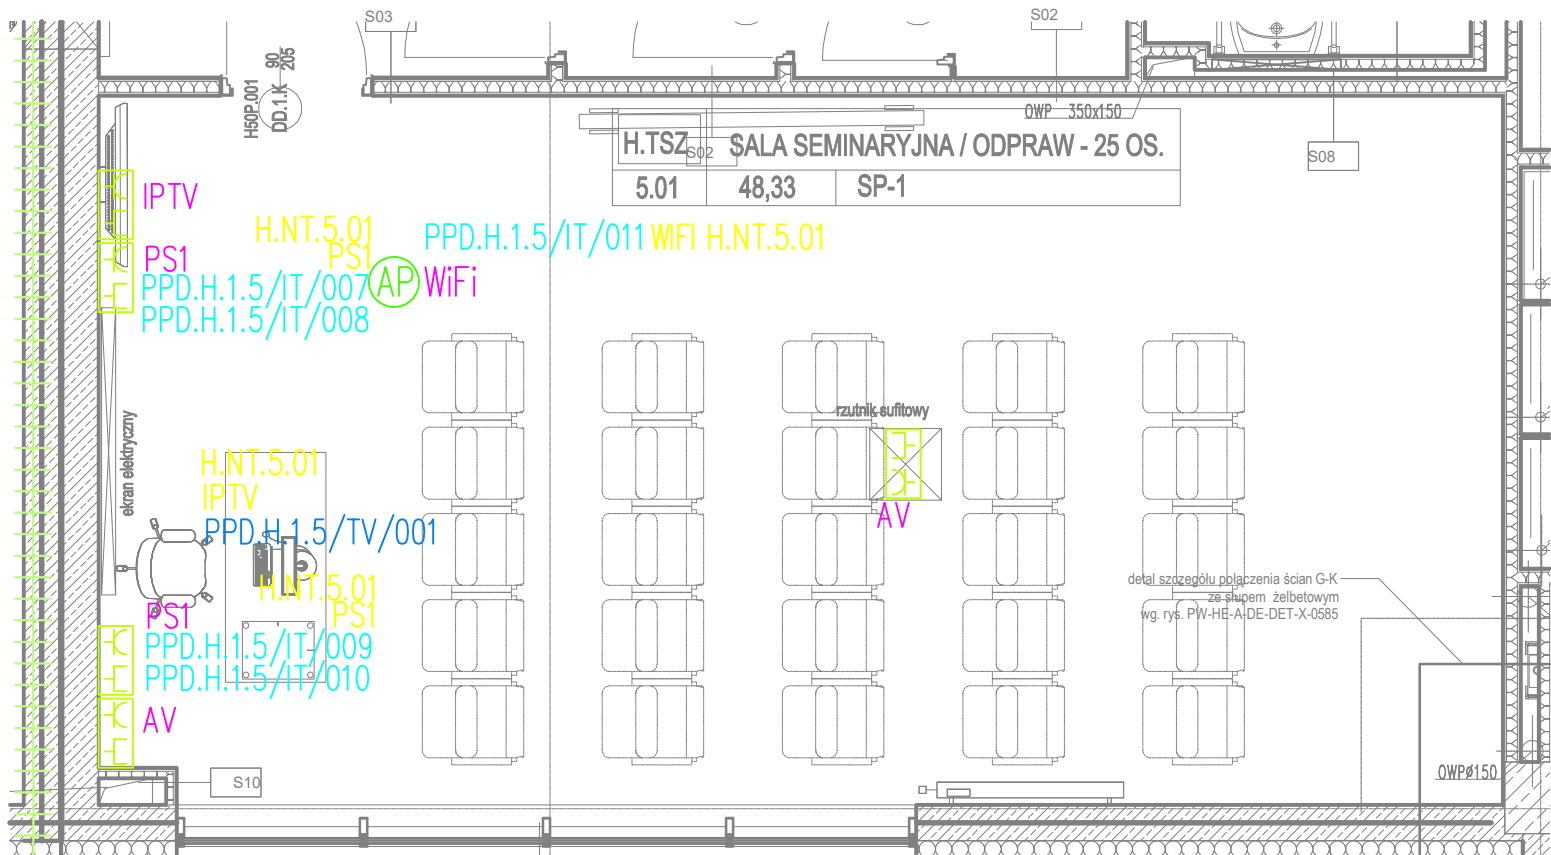 S03
S02
H50P.001
DD.1.K
90
205
OWP 350x150
H.TSZ
S02
SALA SEMINARYJNA / ODPRAW - 25 OS.
5.01
48,33
SP-1
S08
IPTV
H.NT.5.01
PS1
PS1
PPD.H.1.5/IT/007
PPD.H.1.5/IT/008
AP
WiFi
PPD.H.1.5/IT/011
WIFI H.NT.5.01
ekran elektryczny
rzutnik sufitowy
AV
H.NT.5.01
IPTV
PPD.H.1.5/TV/001
H.NT.5.01
PS1
PS1
PPD.H.1.5/IT/009
PPD.H.1.5/IT/010
AV
detal szczegółu połączenia ścian G-K
ze słupem żelbetowym
wg. rys. PW-HE-A-DE-DET-X-0585
S10
OWPø150